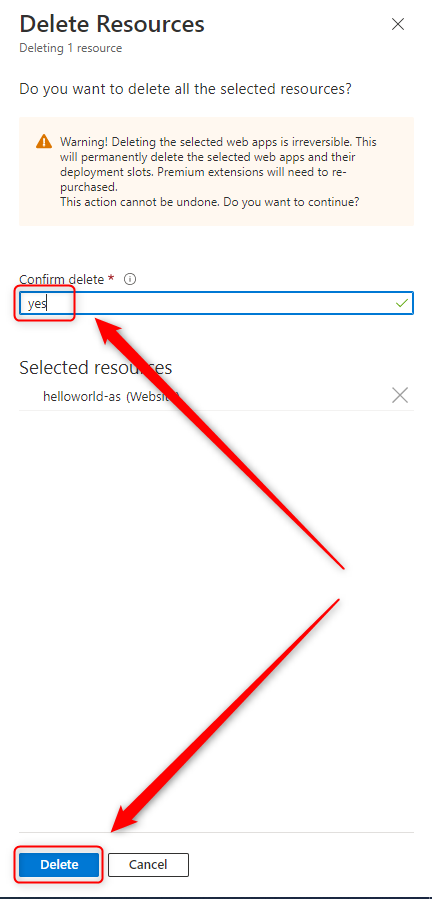 Delete Resources
Deleting 1 resource
Do you want to delete all the selected resources?
Warning! Deleting the selected web apps is irreversible. This
will permanently delete the selected web apps and their
deployment slots. Premium extensions will need to re-
purchased.
This action cannot be undone. Do you want to continue?
Confirm delete *
yes
Selected resources
helloworld-as (Website)
Delete
Cancel